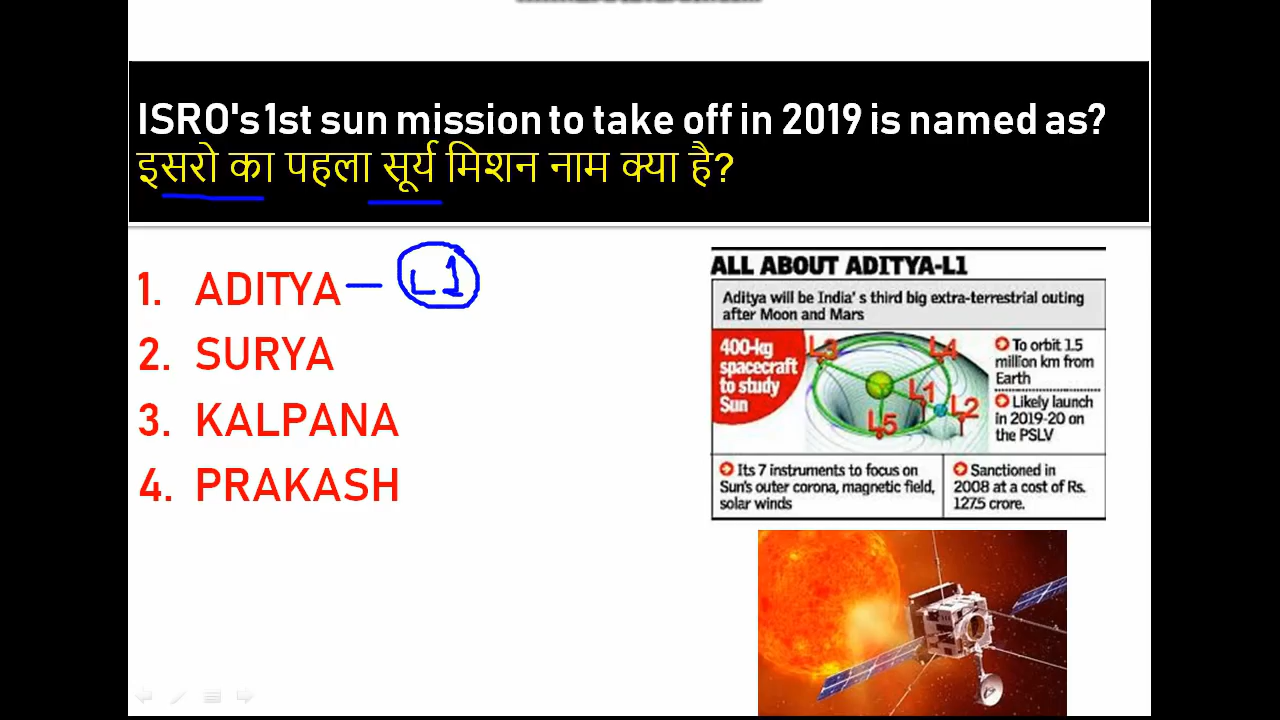 ISRO's 1st sun mission to take off in 2019 is named as?
इसरो का पहला सूर्य मिशन नाम क्या है?
1. ADITYA — L1
2. SURYA
3. KALPANA
4. PRAKASH
ALL ABOUT ADITYA-L1
Aditya will be India's third big extra-terrestrial outing
after Moon and Mars
400-kg
spacecraft
to study
Sun
L3
L4
L1
L2
L5
To orbit 1.5
million km from
Earth
Likely launch
in 2019-20 on
the PSLV
Its 7 instruments to focus on
Sun's outer corona, magnetic field,
solar winds
Sanctioned in
2008 at a cost of Rs.
127.5 crore.